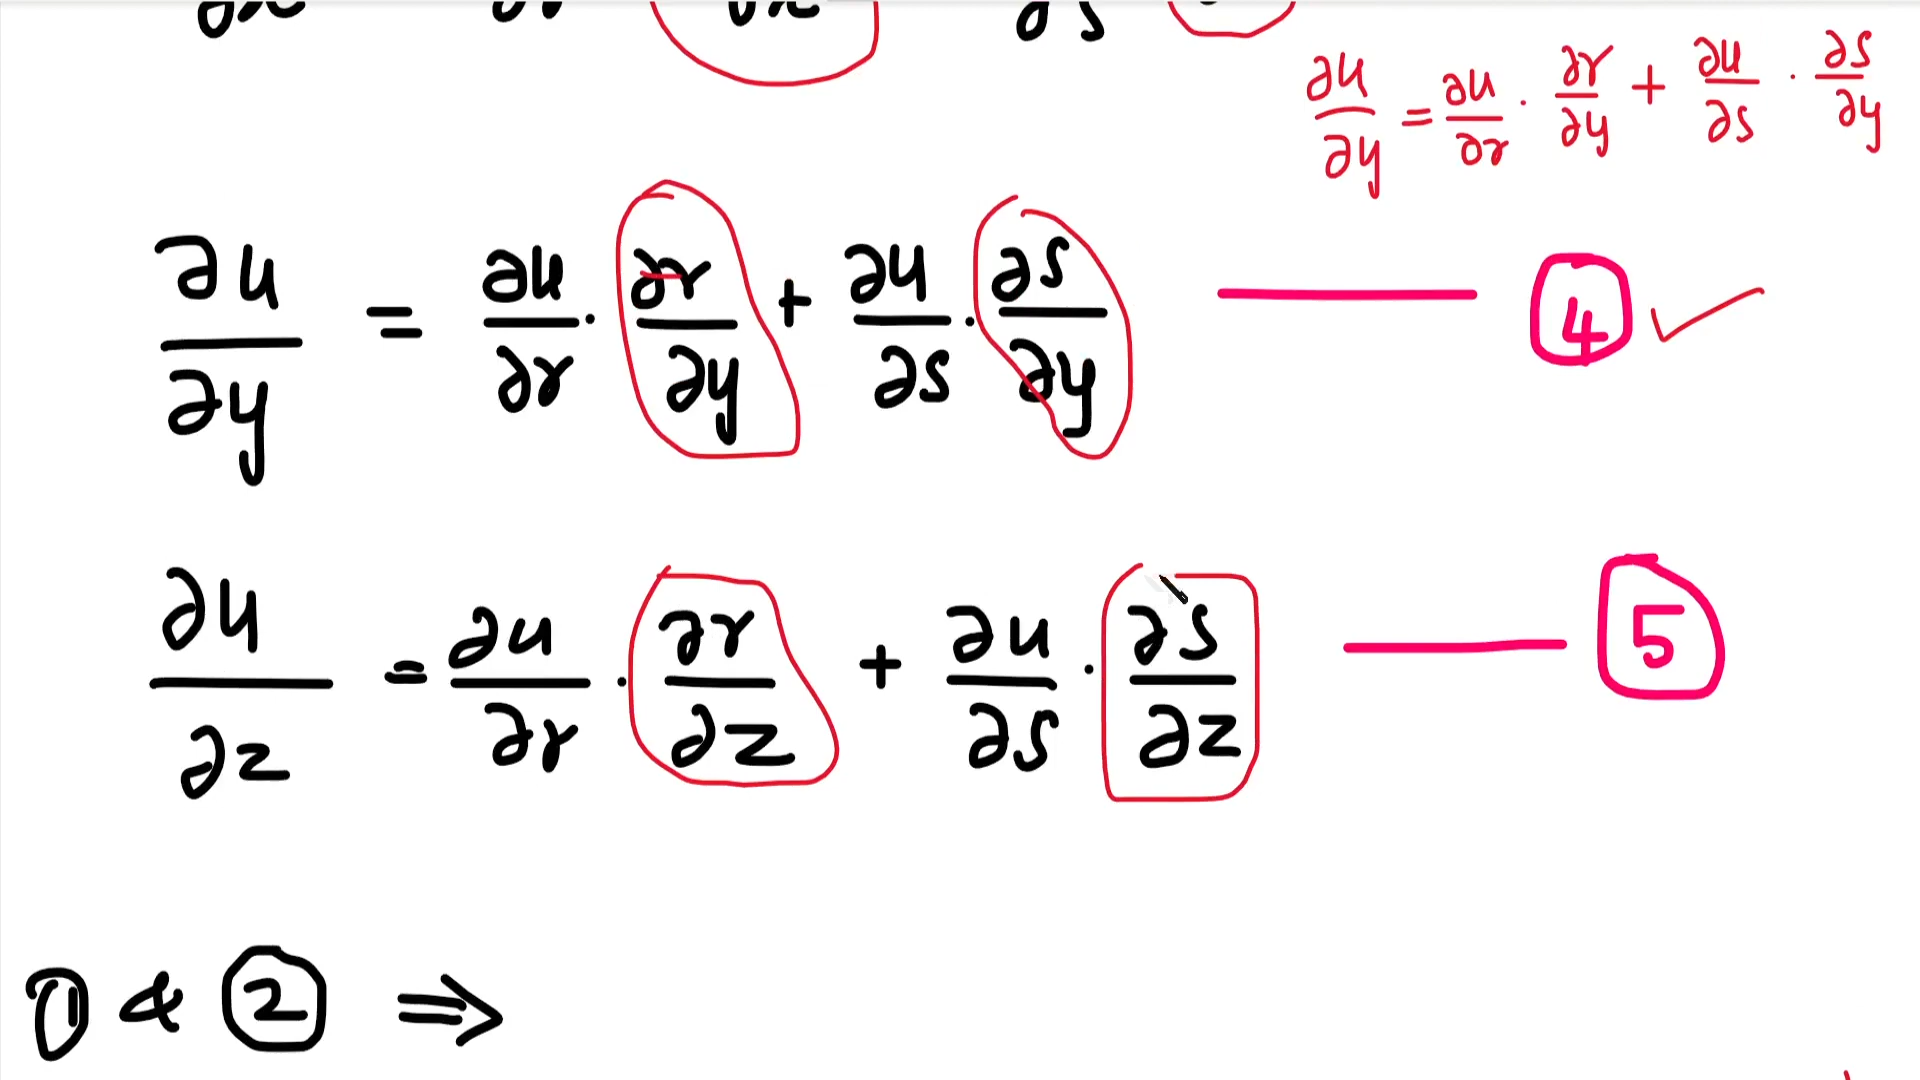 ∂u/∂y = ∂u/∂r · ∂r/∂y + ∂u/∂s · ∂s/∂y
∂u/∂y = ∂u/∂r · ∂r/∂y + ∂u/∂s · ∂s/∂y —— 4 ✓
∂u/∂z = ∂u/∂r · ∂r/∂z + ∂u/∂s · ∂s/∂z —— 5
1 & 2 ⇒